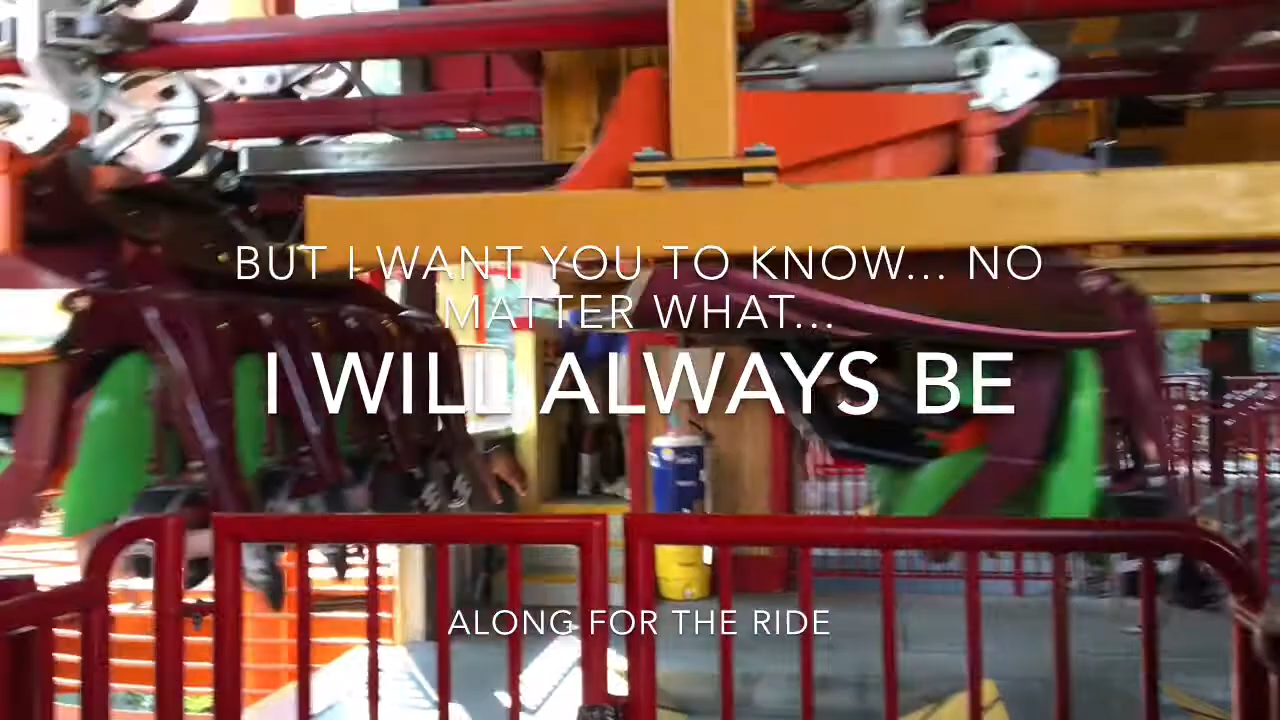 BUT I WANT YOU TO KNOW... NO
MATTER WHAT...
I WILL ALWAYS BE
ALONG FOR THE RIDE